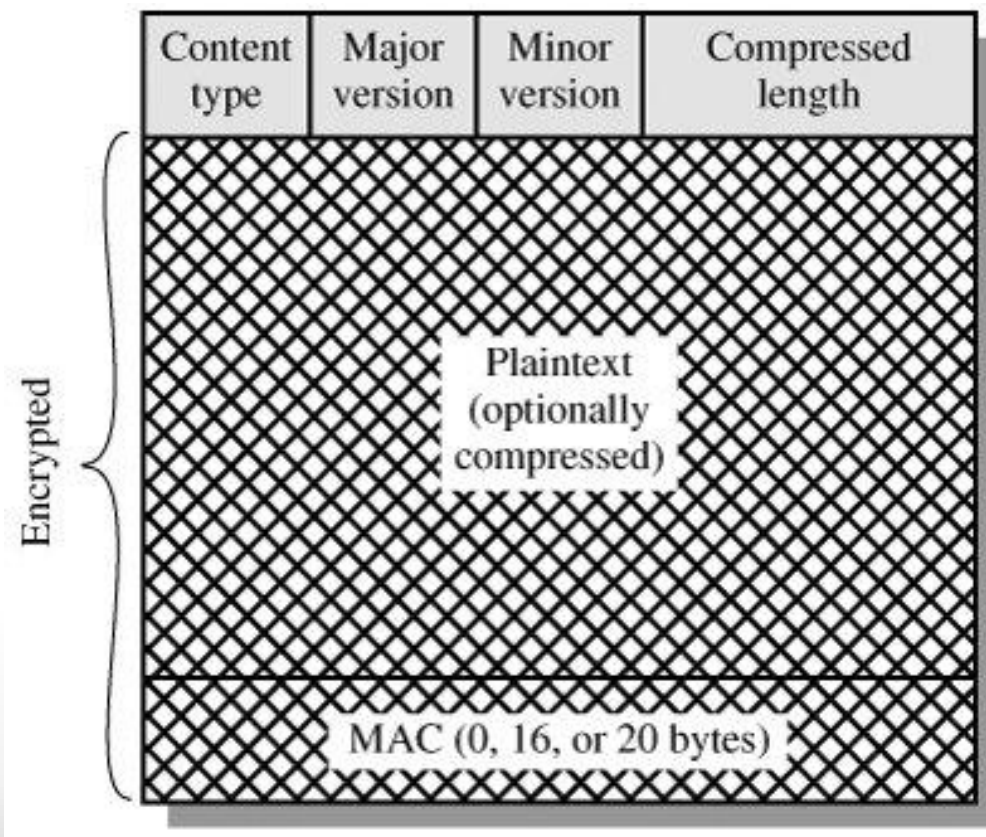 Content
type
Major
version
Minor
version
Compressed
length
Encrypted
Plaintext
(optionally
compressed)
MAC (0, 16, or 20 bytes)